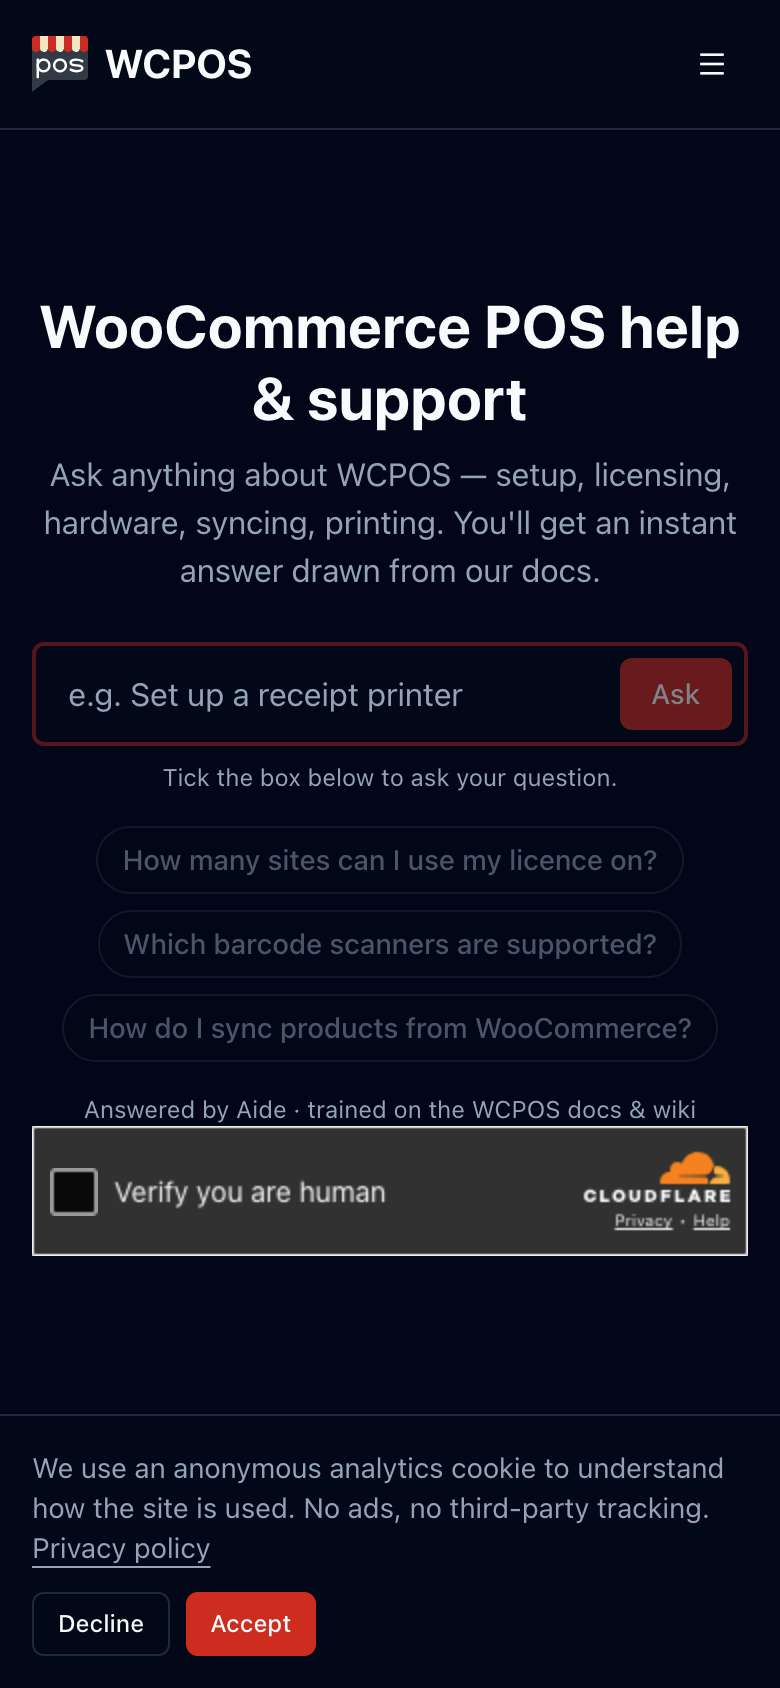 pos WCPOS
WooCommerce POS help
& support
Ask anything about WCPOS — setup, licensing,
hardware, syncing, printing. You'll get an instant
answer drawn from our docs.
e.g. Set up a receipt printer Ask
Tick the box below to ask your question.
How many sites can I use my licence on?
Which barcode scanners are supported?
How do I sync products from WooCommerce?
Answered by Aide · trained on the WCPOS docs & wiki
Verify you are human
CLOUDFLARE
Privacy • Help
We use an anonymous analytics cookie to understand
how the site is used. No ads, no third-party tracking.
Privacy policy
Decline Accept